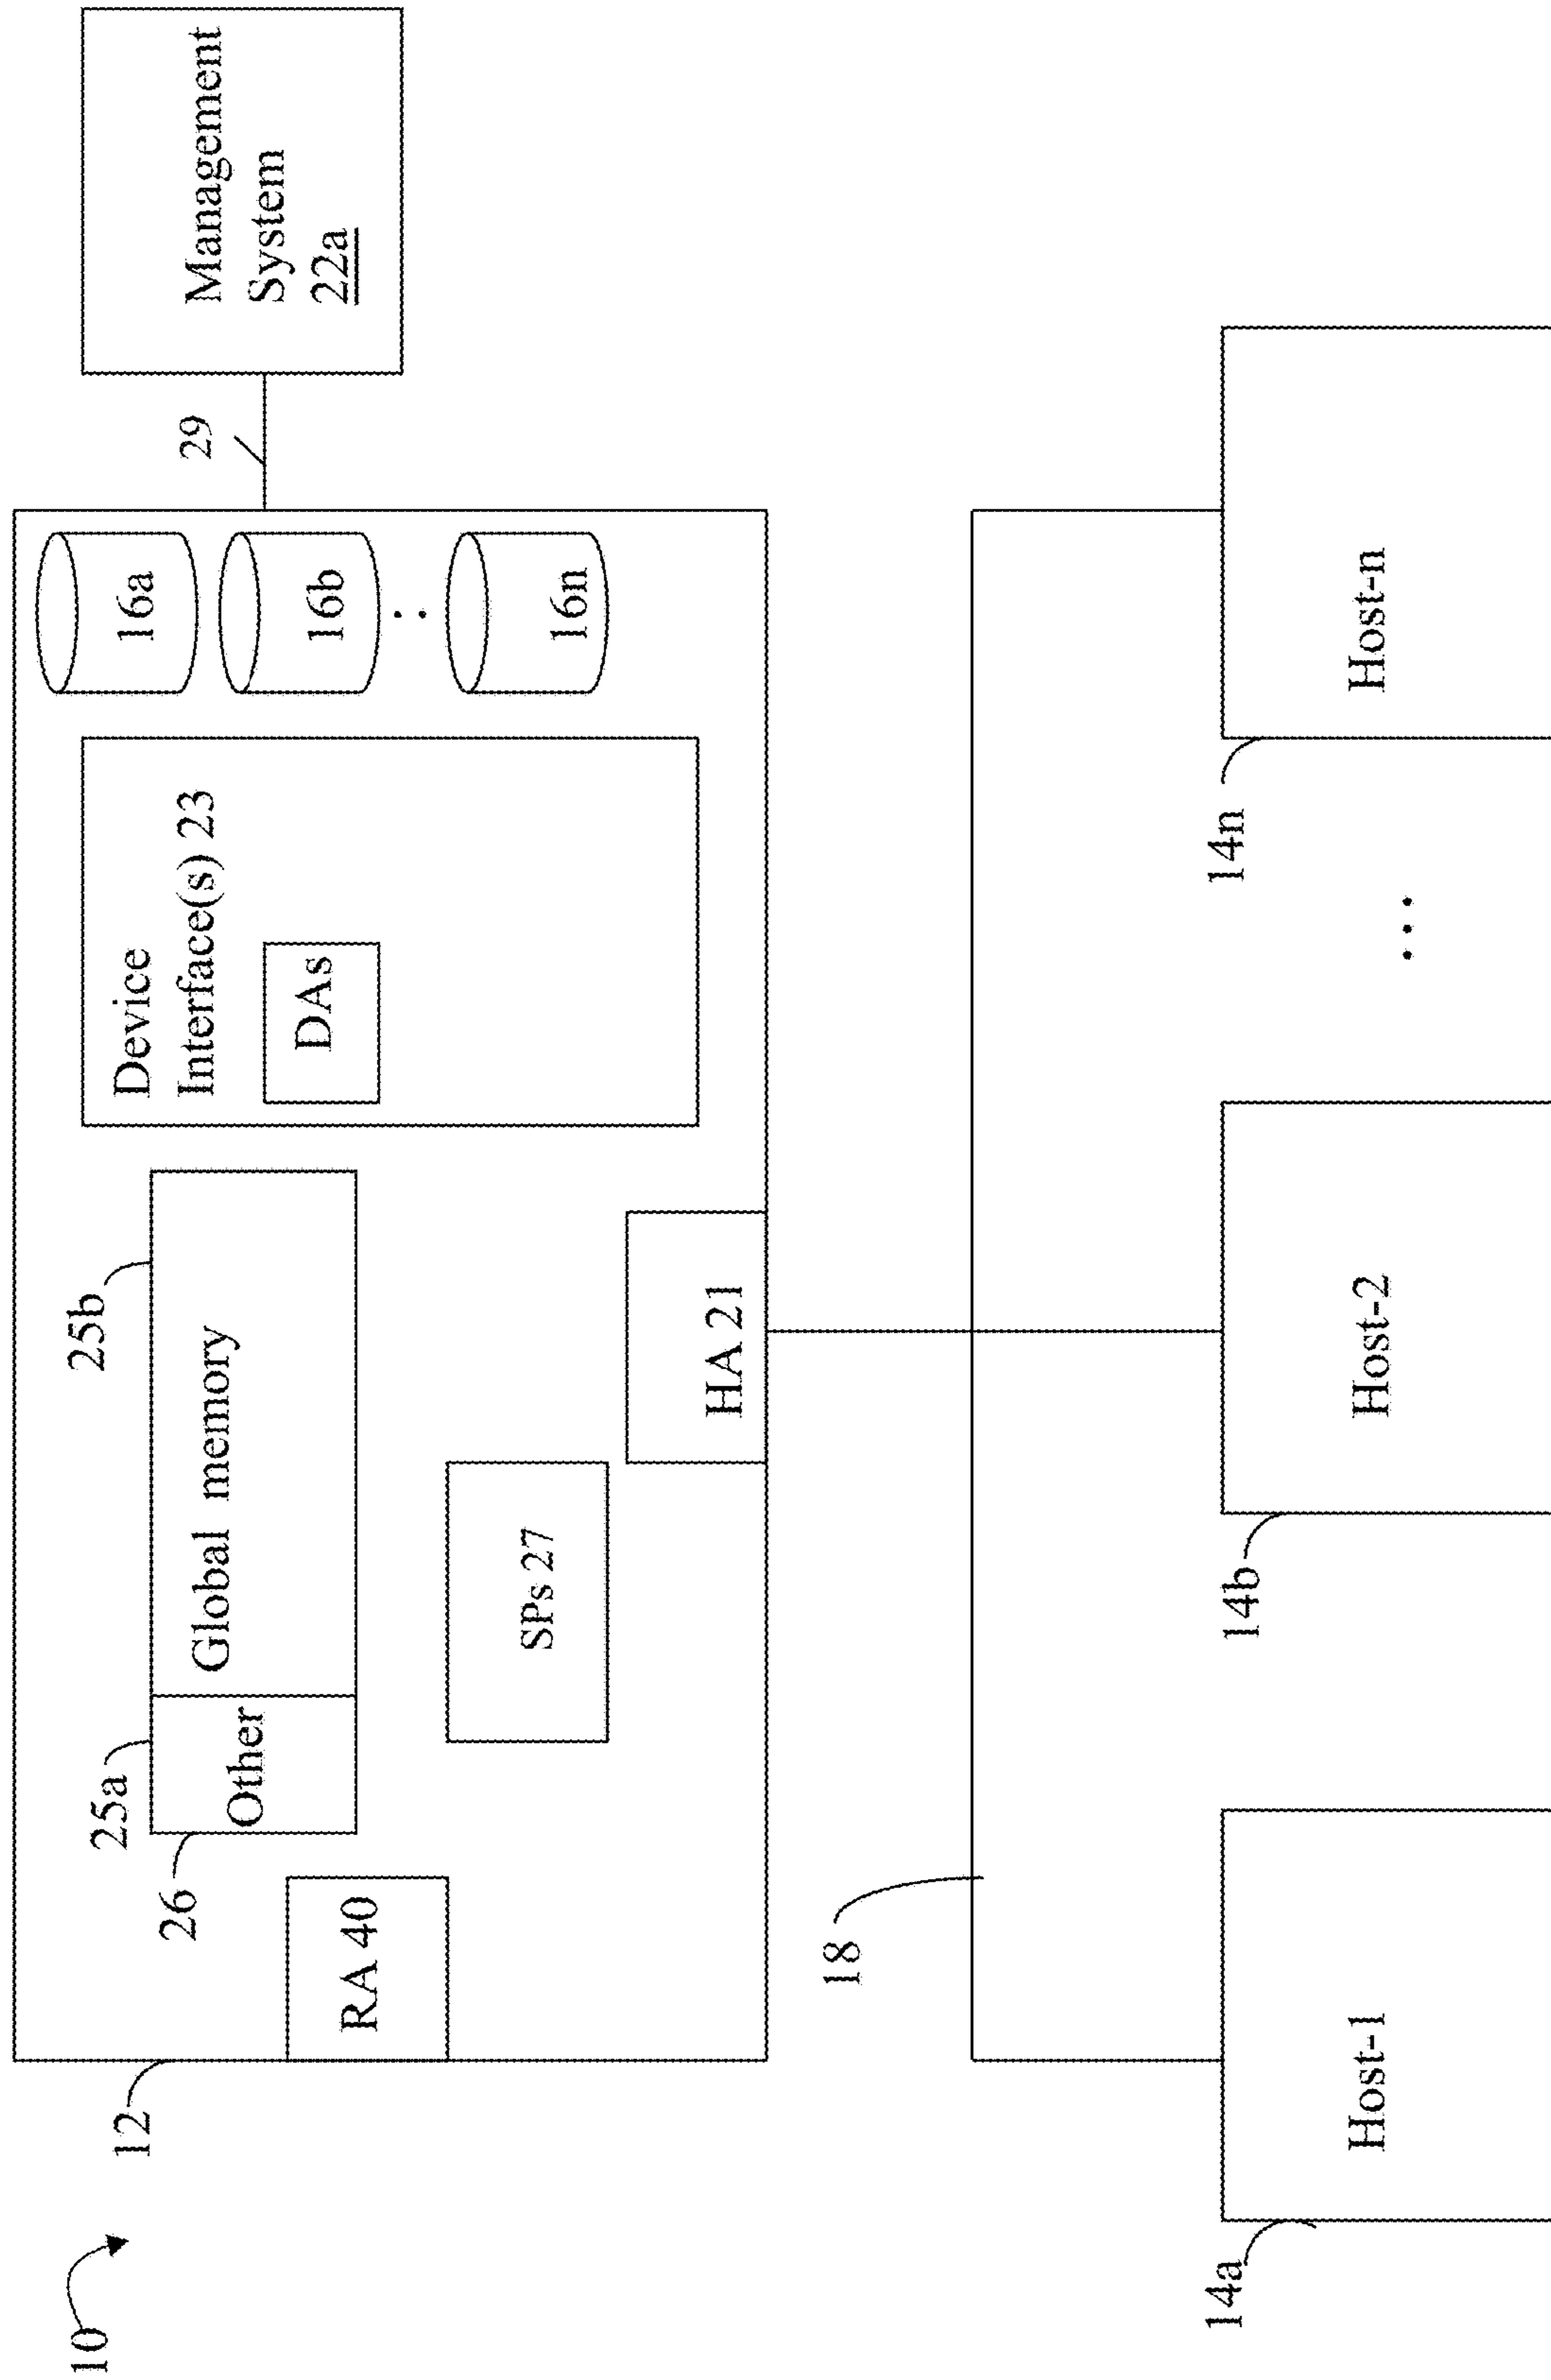 10
12
RA 40
26
25a
Other
25b
Global memory
SPs 27
HA 21
Device
Interface(s) 23
DAs
16a
16b
:
16n
29
Management
System
22a
18
14a
Host-1
14b
Host-2
...
14n
Host-n